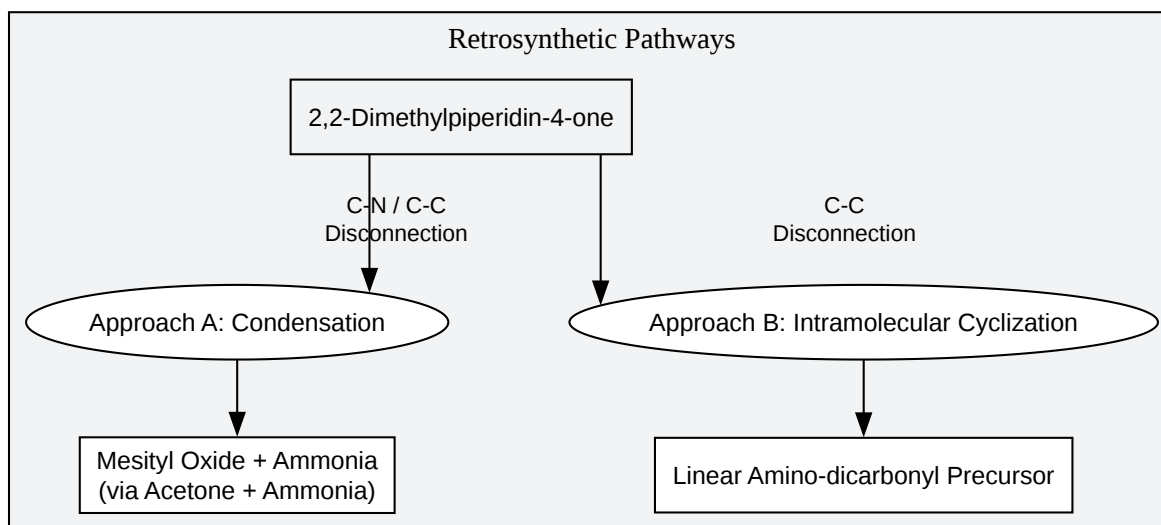 Retrosynthetic Pathways
2,2-Dimethylpiperidin-4-one
C-N / C-C
Disconnection
C-C
Disconnection
Approach A: Condensation
Approach B: Intramolecular Cyclization
Mesityl Oxide + Ammonia
(via Acetone + Ammonia)
Linear Amino-dicarbonyl Precursor